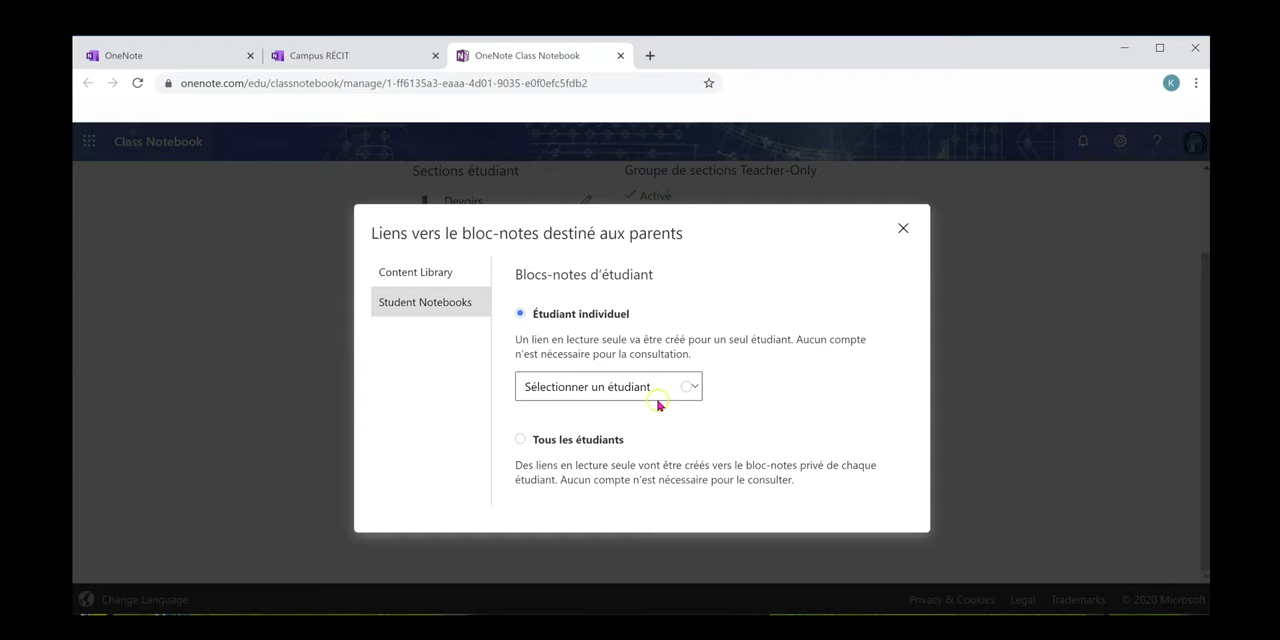 OneNote
Campus RÉCIT
OneNote Class Notebook
onenote.com/edu/classnotebook/manage/1-ff6135a3-eaaa-4d01-9035-e0f0efc5fdb2
K
Class Notebook
Sections étudiant
Groupe de sections Teacher-Only
Devoirs
Activé
Liens vers le bloc-notes destiné aux parents
Content Library
Student Notebooks
Blocs-notes d'étudiant
Étudiant individuel
Un lien en lecture seule va être créé pour un seul étudiant. Aucun compte
n'est nécessaire pour la consultation.
Sélectionner un étudiant
Tous les étudiants
Des liens en lecture seule vont être créés vers le bloc-notes privé de chaque
étudiant. Aucun compte n'est nécessaire pour le consulter.
Change Language
Privacy & Cookies
Legal
Trademarks
© 2020 Microsoft